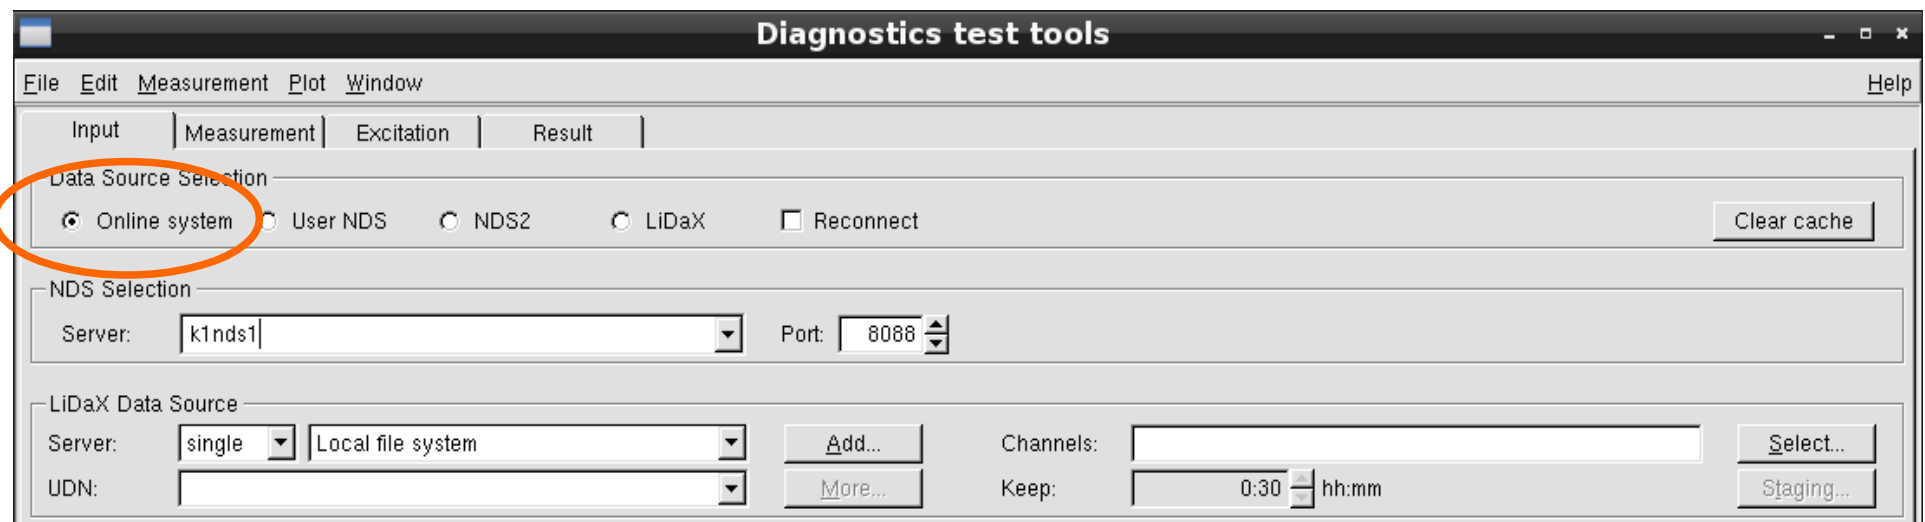 Diagnostics test tools
File Edit Measurement Plot Window Help
Input Measurement Excitation Result
Data Source Selection
Online system User NDS NDS2 LiDaX Reconnect Clear cache
NDS Selection
Server: k1nds1 Port: 8088
LiDaX Data Source
Server: single Local file system Add... Channels: Select...
UDN: More... Keep: 0:30 hh:mm Staging...